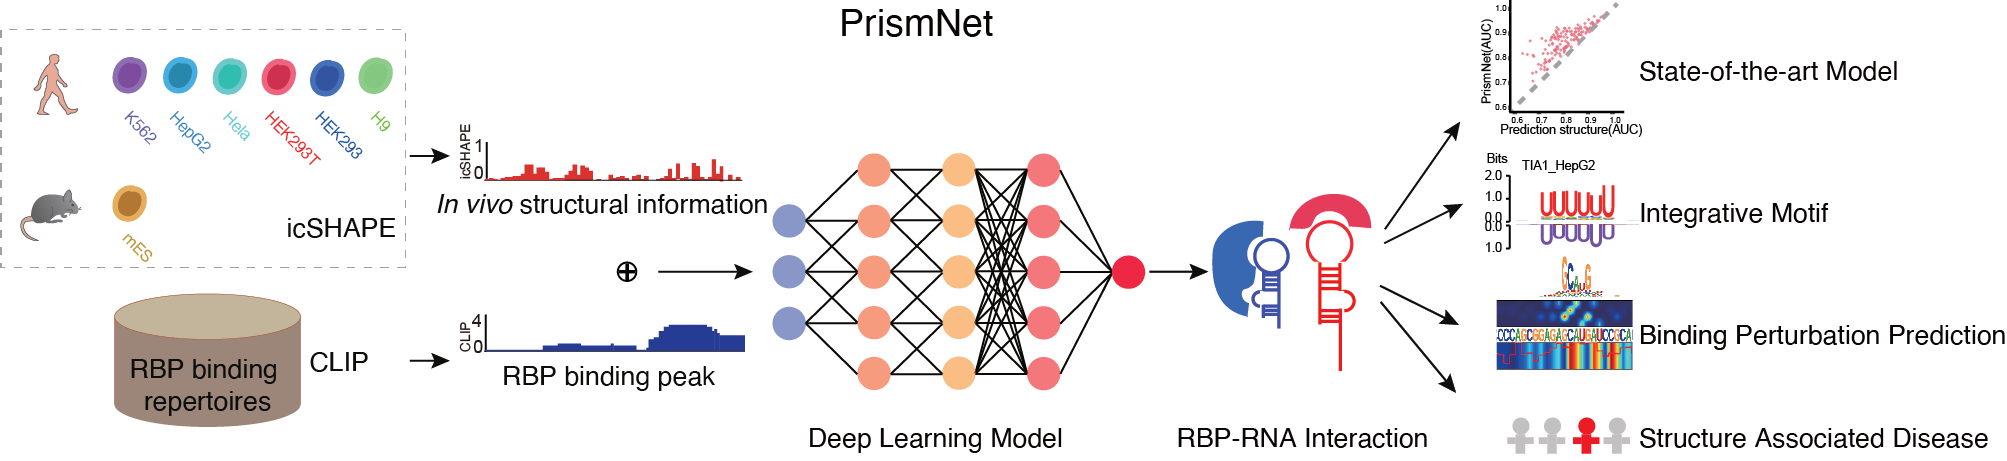 PrismNet
K562
HepG2
Hela
HEK293T
HEK293
H9
mES
icSHAPE
RBP binding
repertoires
CLIP
icSHAPE
1
0
In vivo structural information
CLIP
4
0
RBP binding peak
Deep Learning Model
RBP-RNA Interaction
PrismNet(AUC)
1.0
0.9
0.8
0.7
0.6
0.6 0.7 0.8 0.9 1.0
Prediction structure(AUC)
State-of-the-art Model
Bits
TIA1_HepG2
2.0
1.0
0.0
0.0
1.0
UUUUUU
UUUUUU
Integrative Motif
GCAUG
CCCAGCGGAGAGCAUGAUCCGCA
Binding Perturbation Prediction
Structure Associated Disease